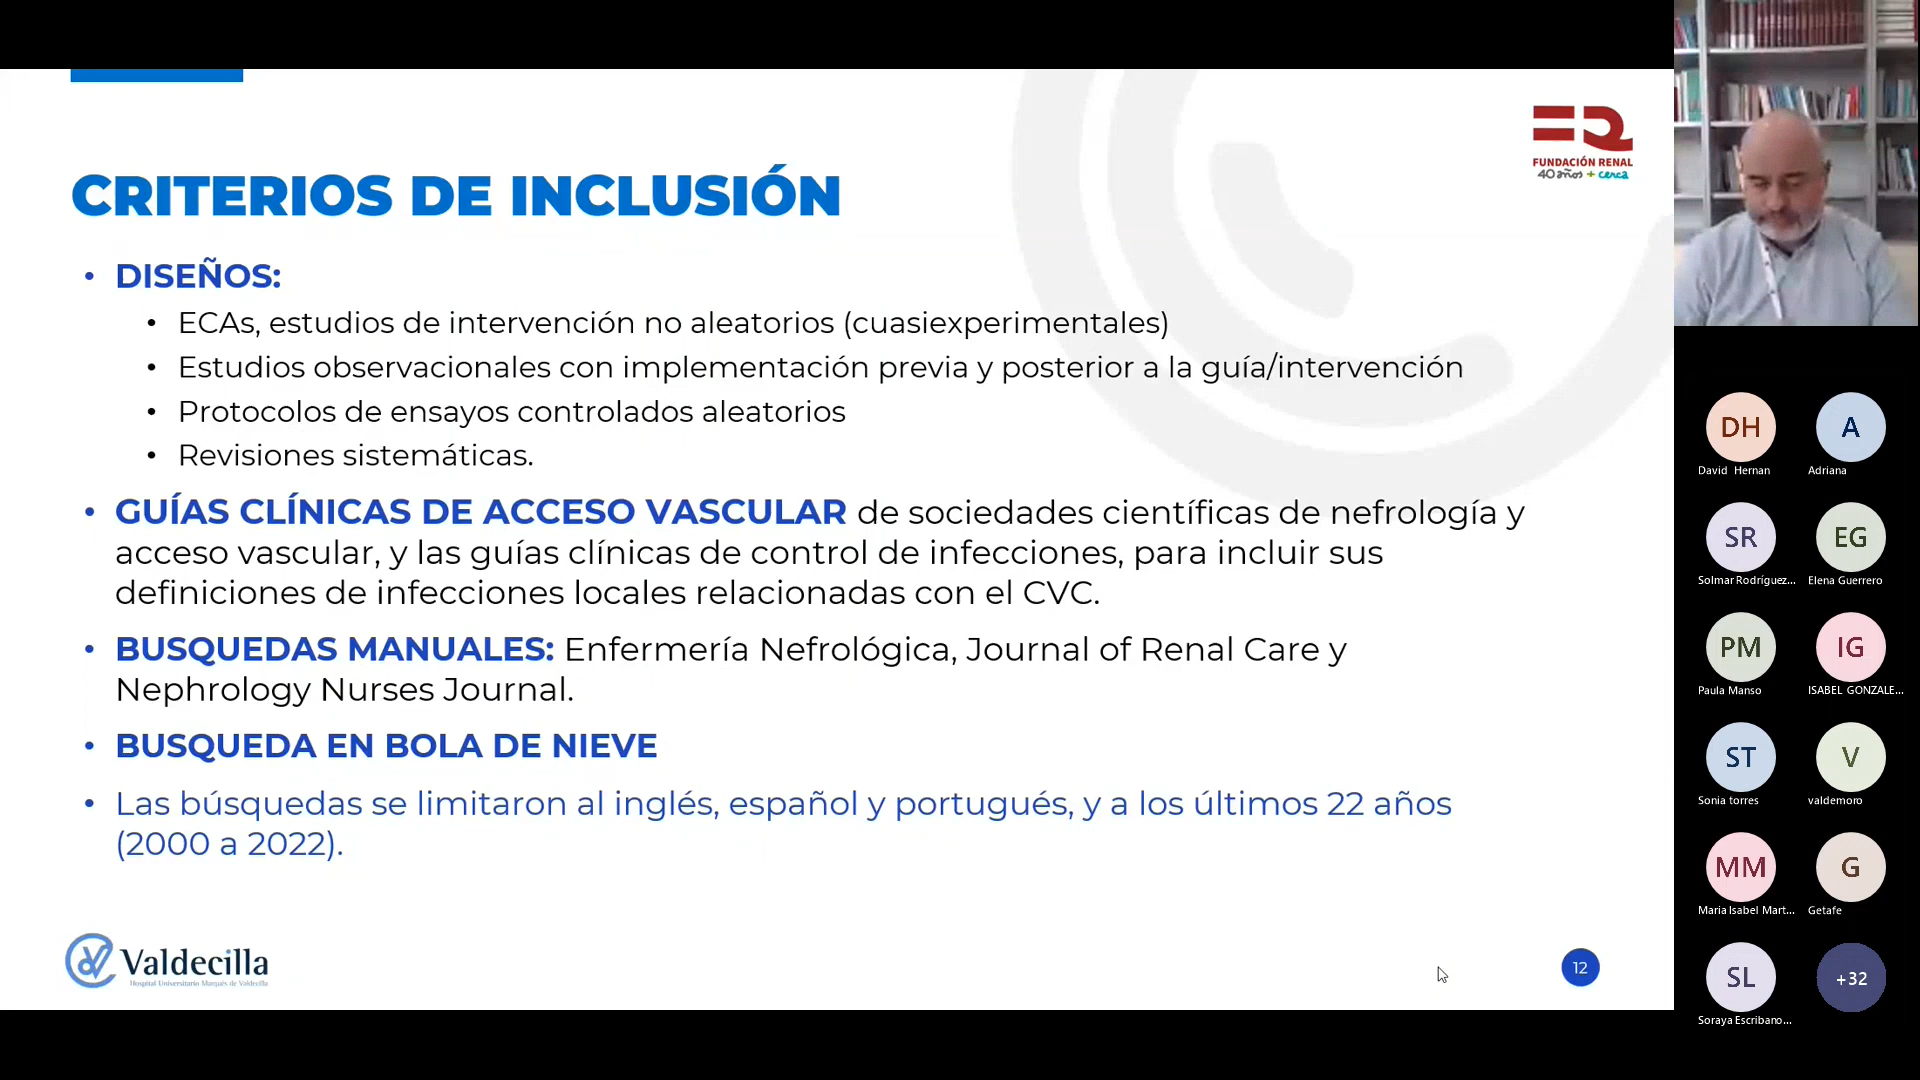 FUNDACIÓN RENAL
40 años + cerca
CRITERIOS DE INCLUSIÓN
• DISEÑOS:
• ECAs, estudios de intervención no aleatorios (cuasiexperimentales)
• Estudios observacionales con implementación previa y posterior a la guía/intervención
• Protocolos de ensayos controlados aleatorios
• Revisiones sistemáticas.
• GUÍAS CLÍNICAS DE ACCESO VASCULAR de sociedades científicas de nefrología y
acceso vascular, y las guías clínicas de control de infecciones, para incluir sus
definiciones de infecciones locales relacionadas con el CVC.
• BUSQUEDAS MANUALES: Enfermería Nefrológica, Journal of Renal Care y
Nephrology Nurses Journal.
• BUSQUEDA EN BOLA DE NIEVE
• Las búsquedas se limitaron al inglés, español y portugués, y a los últimos 22 años
(2000 a 2022).
Valdecilla
Hospital Universitario Marqués de Valdecilla
12
DH
David Hernan
A
Adriana
SR
Solmar Rodríguez...
EG
Elena Guerrero
PM
Paula Manso
IG
ISABEL GONZALE...
ST
Sonia torres
V
valdemoro
MM
Maria Isabel Mart...
G
Getafe
SL
Soraya Escribano...
+32